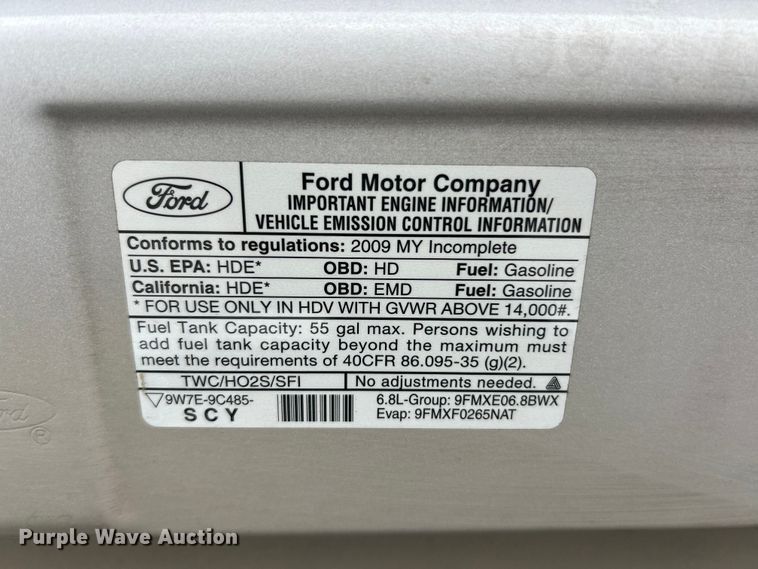 Ford
Ford Motor Company
IMPORTANT ENGINE INFORMATION/
VEHICLE EMISSION CONTROL INFORMATION
Conforms to regulations: 2009 MY Incomplete
U.S. EPA: HDE* OBD: HD Fuel: Gasoline
California: HDE* OBD: EMD Fuel: Gasoline
*FOR USE ONLY IN HDV WITH GVWR ABOVE 14,000#.
Fuel Tank Capacity: 55 gal max. Persons wishing to
add fuel tank capacity beyond the maximum must
meet the requirements of 40CFR 86.095-35 (g)(2).
TWC/HO2S/SFI No adjustments needed.
9W7E-9C485- 6.8L-Group: 9FMXE06.8BWX
SCY Evap: 9FMXF0265NAT
Ford
Purple Wave Auction